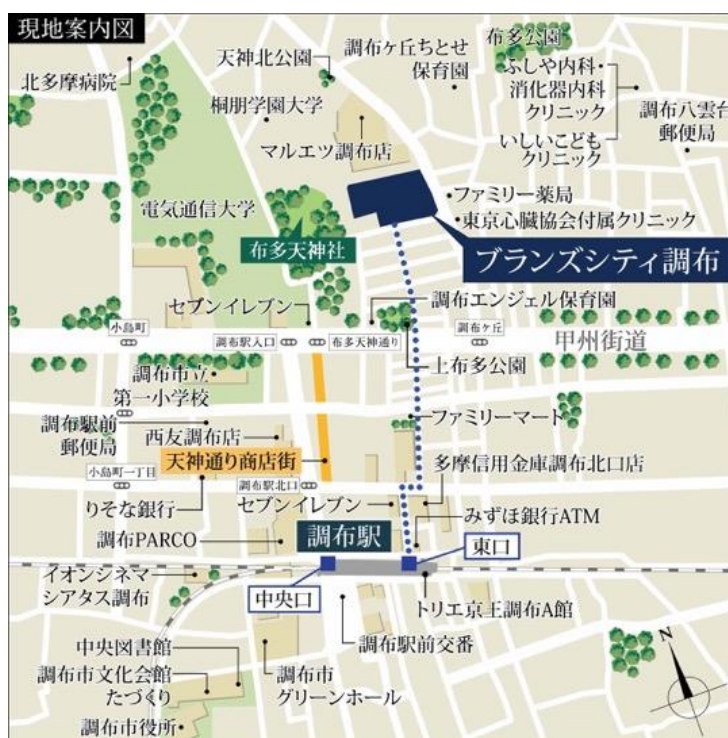 現地案内図
北多摩病院
天神北公園
調布ヶ丘ちとせ
保育園
布多公園
ふしや内科・
消化器内科
クリニック
いしいこども
クリニック
調布八雲台
郵便局
桐朋学園大学
マルエツ調布店
電気通信大学
布多天神社
ファミリー薬局
東京心臓協会付属クリニック
ブランズシティ調布
セブンイレブン
調布エンジェル保育園
小島町
調布駅入口
布多天神通り
調布ケ丘
甲州街道
上布多公園
調布市立
第一小学校
調布駅前
郵便局
西友調布店
ファミリーマート
天神通り商店街
小島町一丁目
調布駅北口
多摩信用金庫調布北口店
りそな銀行
セブンイレブン
みずほ銀行ATM
調布PARCO
調布駅
東口
イオンシネマ
シアタス調布
中央口
トリエ京王調布A館
調布駅前交番
中央図書館
調布市文化会館
たづくり
調布市
グリーンホール
調布市役所
N